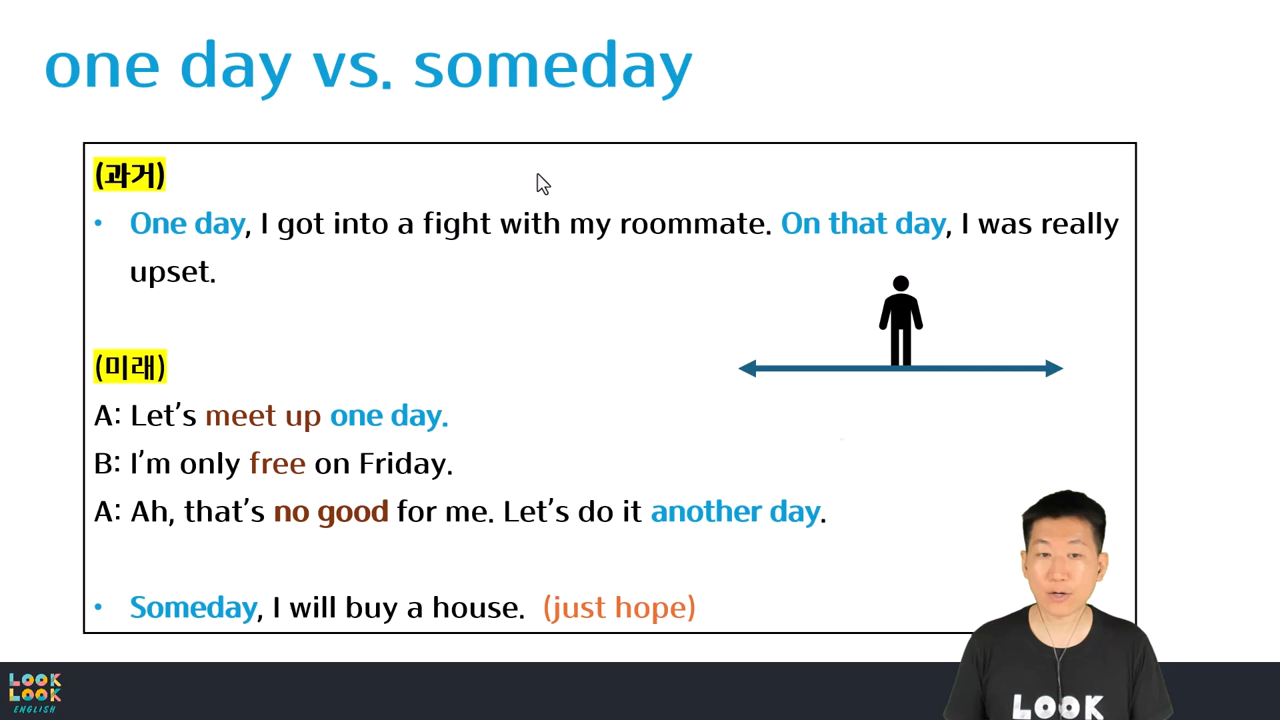 one day vs. someday
(과거)
• One day, I got into a fight with my roommate. On that day, I was really
upset.
(미래)
A: Let's meet up one day.
B: I'm only free on Friday.
A: Ah, that's no good for me. Let's do it another day.
• Someday, I will buy a house. (just hope)
LOOK
LOOK
ENGLISH
LOOK